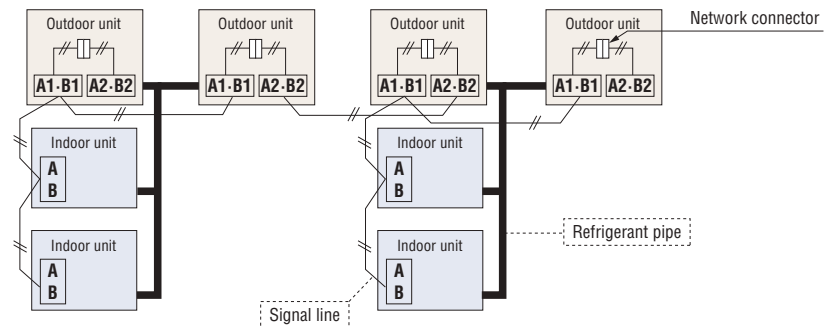 Outdoor unit
Outdoor unit
Outdoor unit
Outdoor unit
Network connector
A1·B1 A2·B2
A1·B1 A2·B2
A1·B1 A2·B2
A1·B1 A2·B2
Indoor unit
A
B
Indoor unit
A
B
Indoor unit
A
B
Indoor unit
A
B
Refrigerant pipe
Signal line